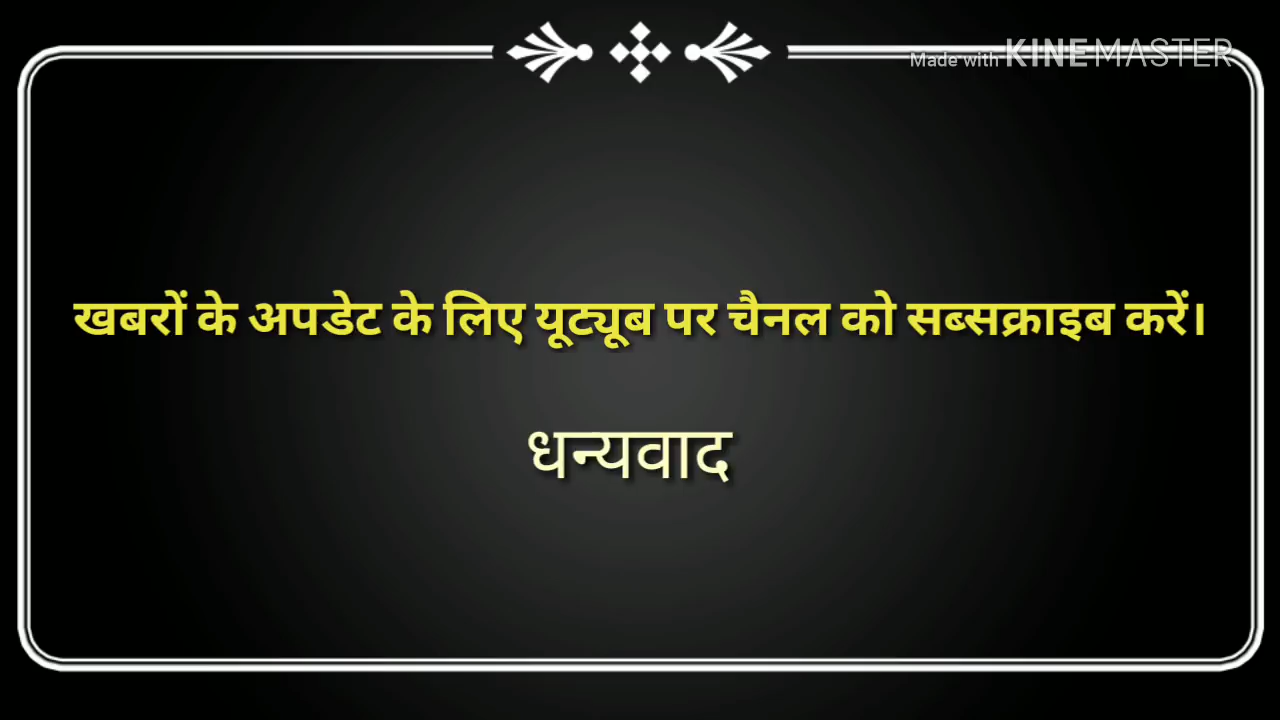 Made with KINEMASTER
खबरों के अपडेट के लिए यूट्यूब पर चैनल को सब्सक्राइब करें।
धन्यवाद